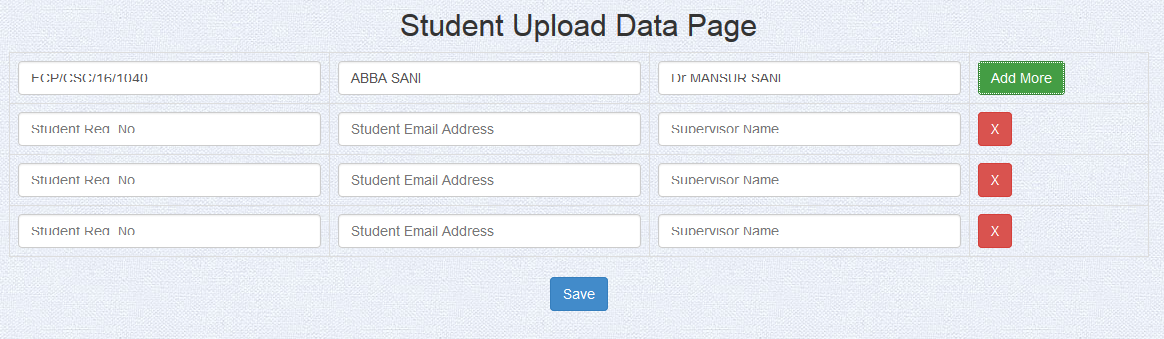 Student Upload Data Page
FCP/CSC/16/1040 ABBA SANI Dr MANSUR SANI Add More
Student Reg. No Student Email Address Supervisor Name X
Student Reg. No Student Email Address Supervisor Name X
Student Reg. No Student Email Address Supervisor Name X
Save